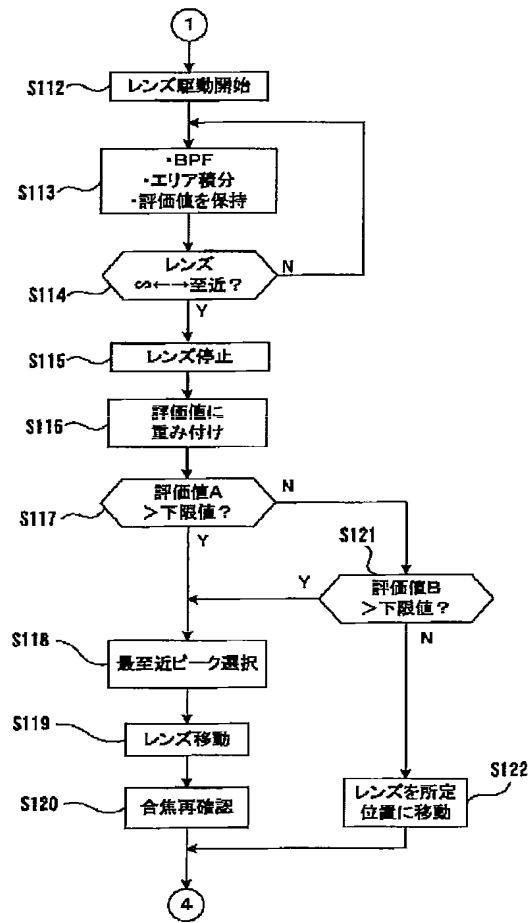 1
S112
レンズ駆動開始
S113
・BPF
・エリア積分
・評価値を保持
S114
レンズ
∽←→至近？
N
Y
S115
レンズ停止
S116
評価値に
重み付け
S117
評価値A
＞下限値？
N
Y
S121
評価値B
＞下限値？
Y
N
S118
最至近ピーク選択
S119
レンズ移動
S120
合焦再確認
S122
レンズを所定
位置に移動
4